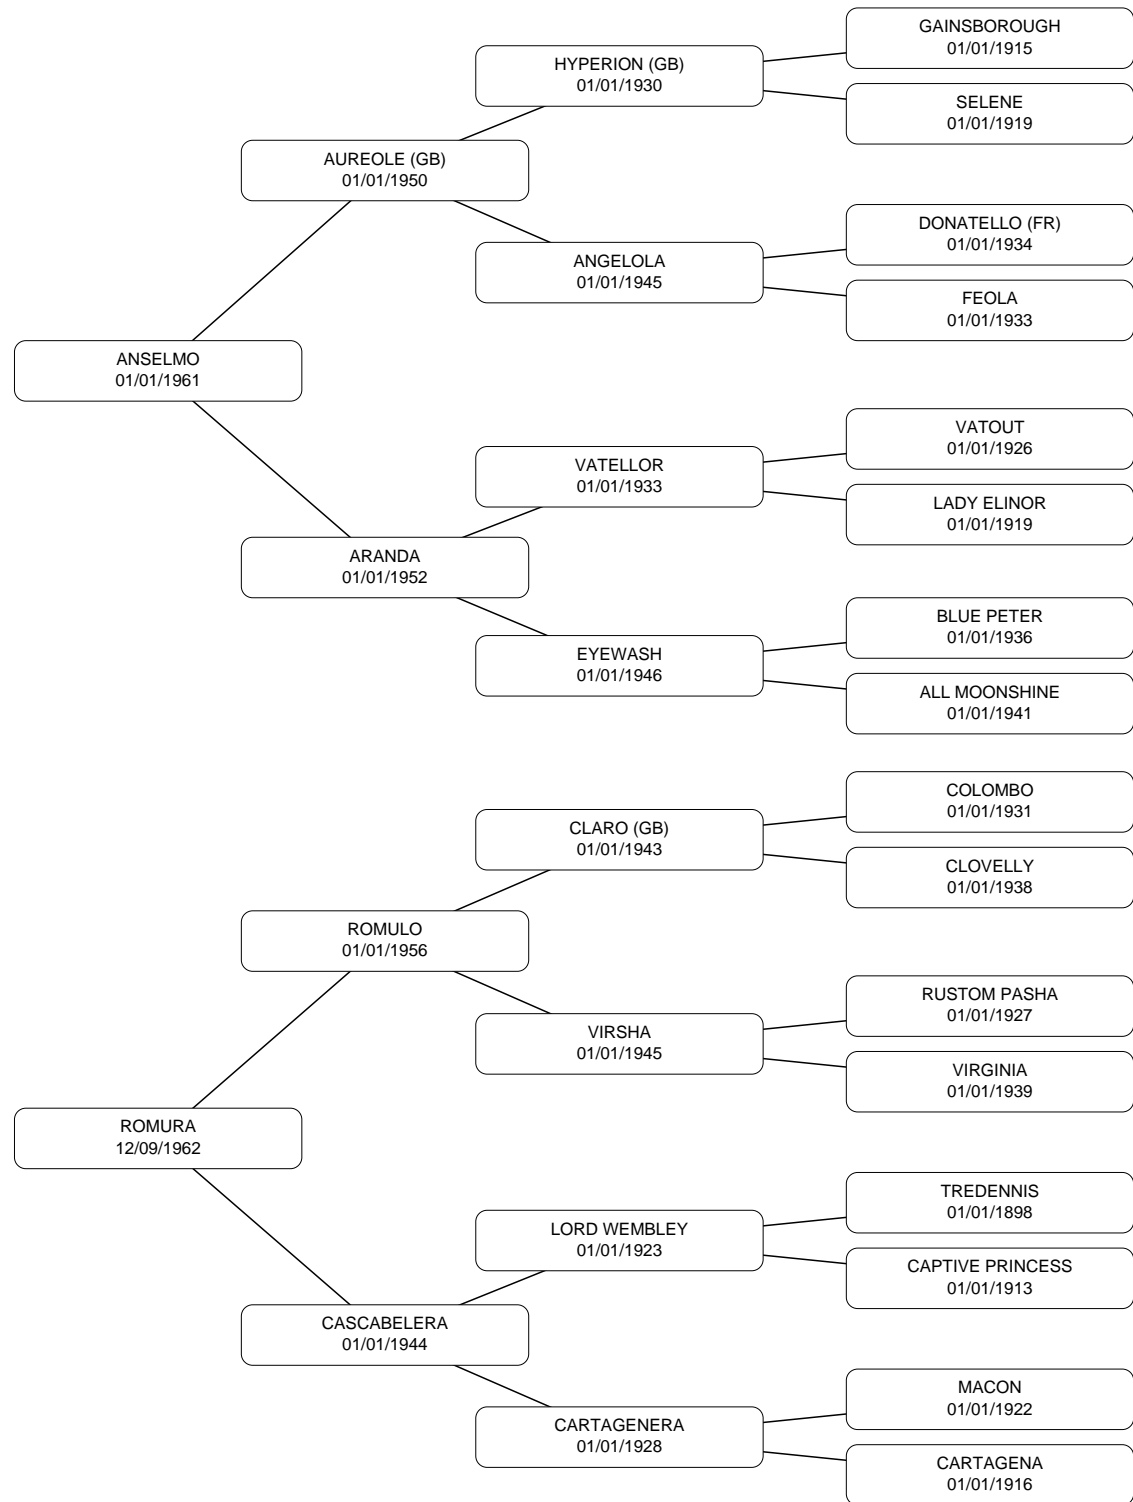 GAINSBOROUGH
01/01/1915
HYPERION (GB)
01/01/1930
SELENE
01/01/1919
AUREOLE (GB)
01/01/1950
DONATELLO (FR)
01/01/1934
ANGELOLA
01/01/1945
FEOLA
01/01/1933
ANSELMO
01/01/1961
VATOUT
01/01/1926
VATELLOR
01/01/1933
LADY ELINOR
01/01/1919
ARANDA
01/01/1952
BLUE PETER
01/01/1936
EYEWASH
01/01/1946
ALL MOONSHINE
01/01/1941
COLOMBO
01/01/1931
CLARO (GB)
01/01/1943
CLOVELLY
01/01/1938
ROMULO
01/01/1956
RUSTOM PASHA
01/01/1927
VIRSHA
01/01/1945
VIRGINIA
01/01/1939
ROMURA
12/09/1962
TREDENNIS
01/01/1898
LORD WEMBLEY
01/01/1923
CAPTIVE PRINCESS
01/01/1913
CASCABELERA
01/01/1944
MACON
01/01/1922
CARTAGENERA
01/01/1928
CARTAGENA
01/01/1916